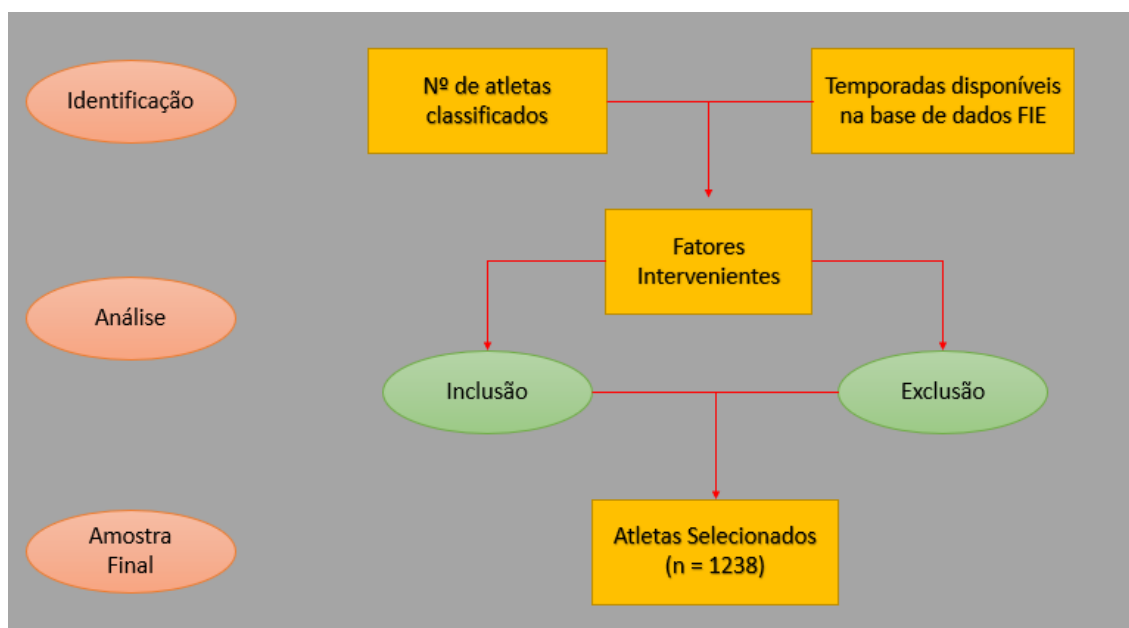 Identificação
Nº de atletas
classificados
Temporadas disponíveis
na base de dados FIE
Fatores
Intervenientes
Análise
Inclusão
Exclusão
Amostra
Final
Atletas Selecionados
(n = 1238)